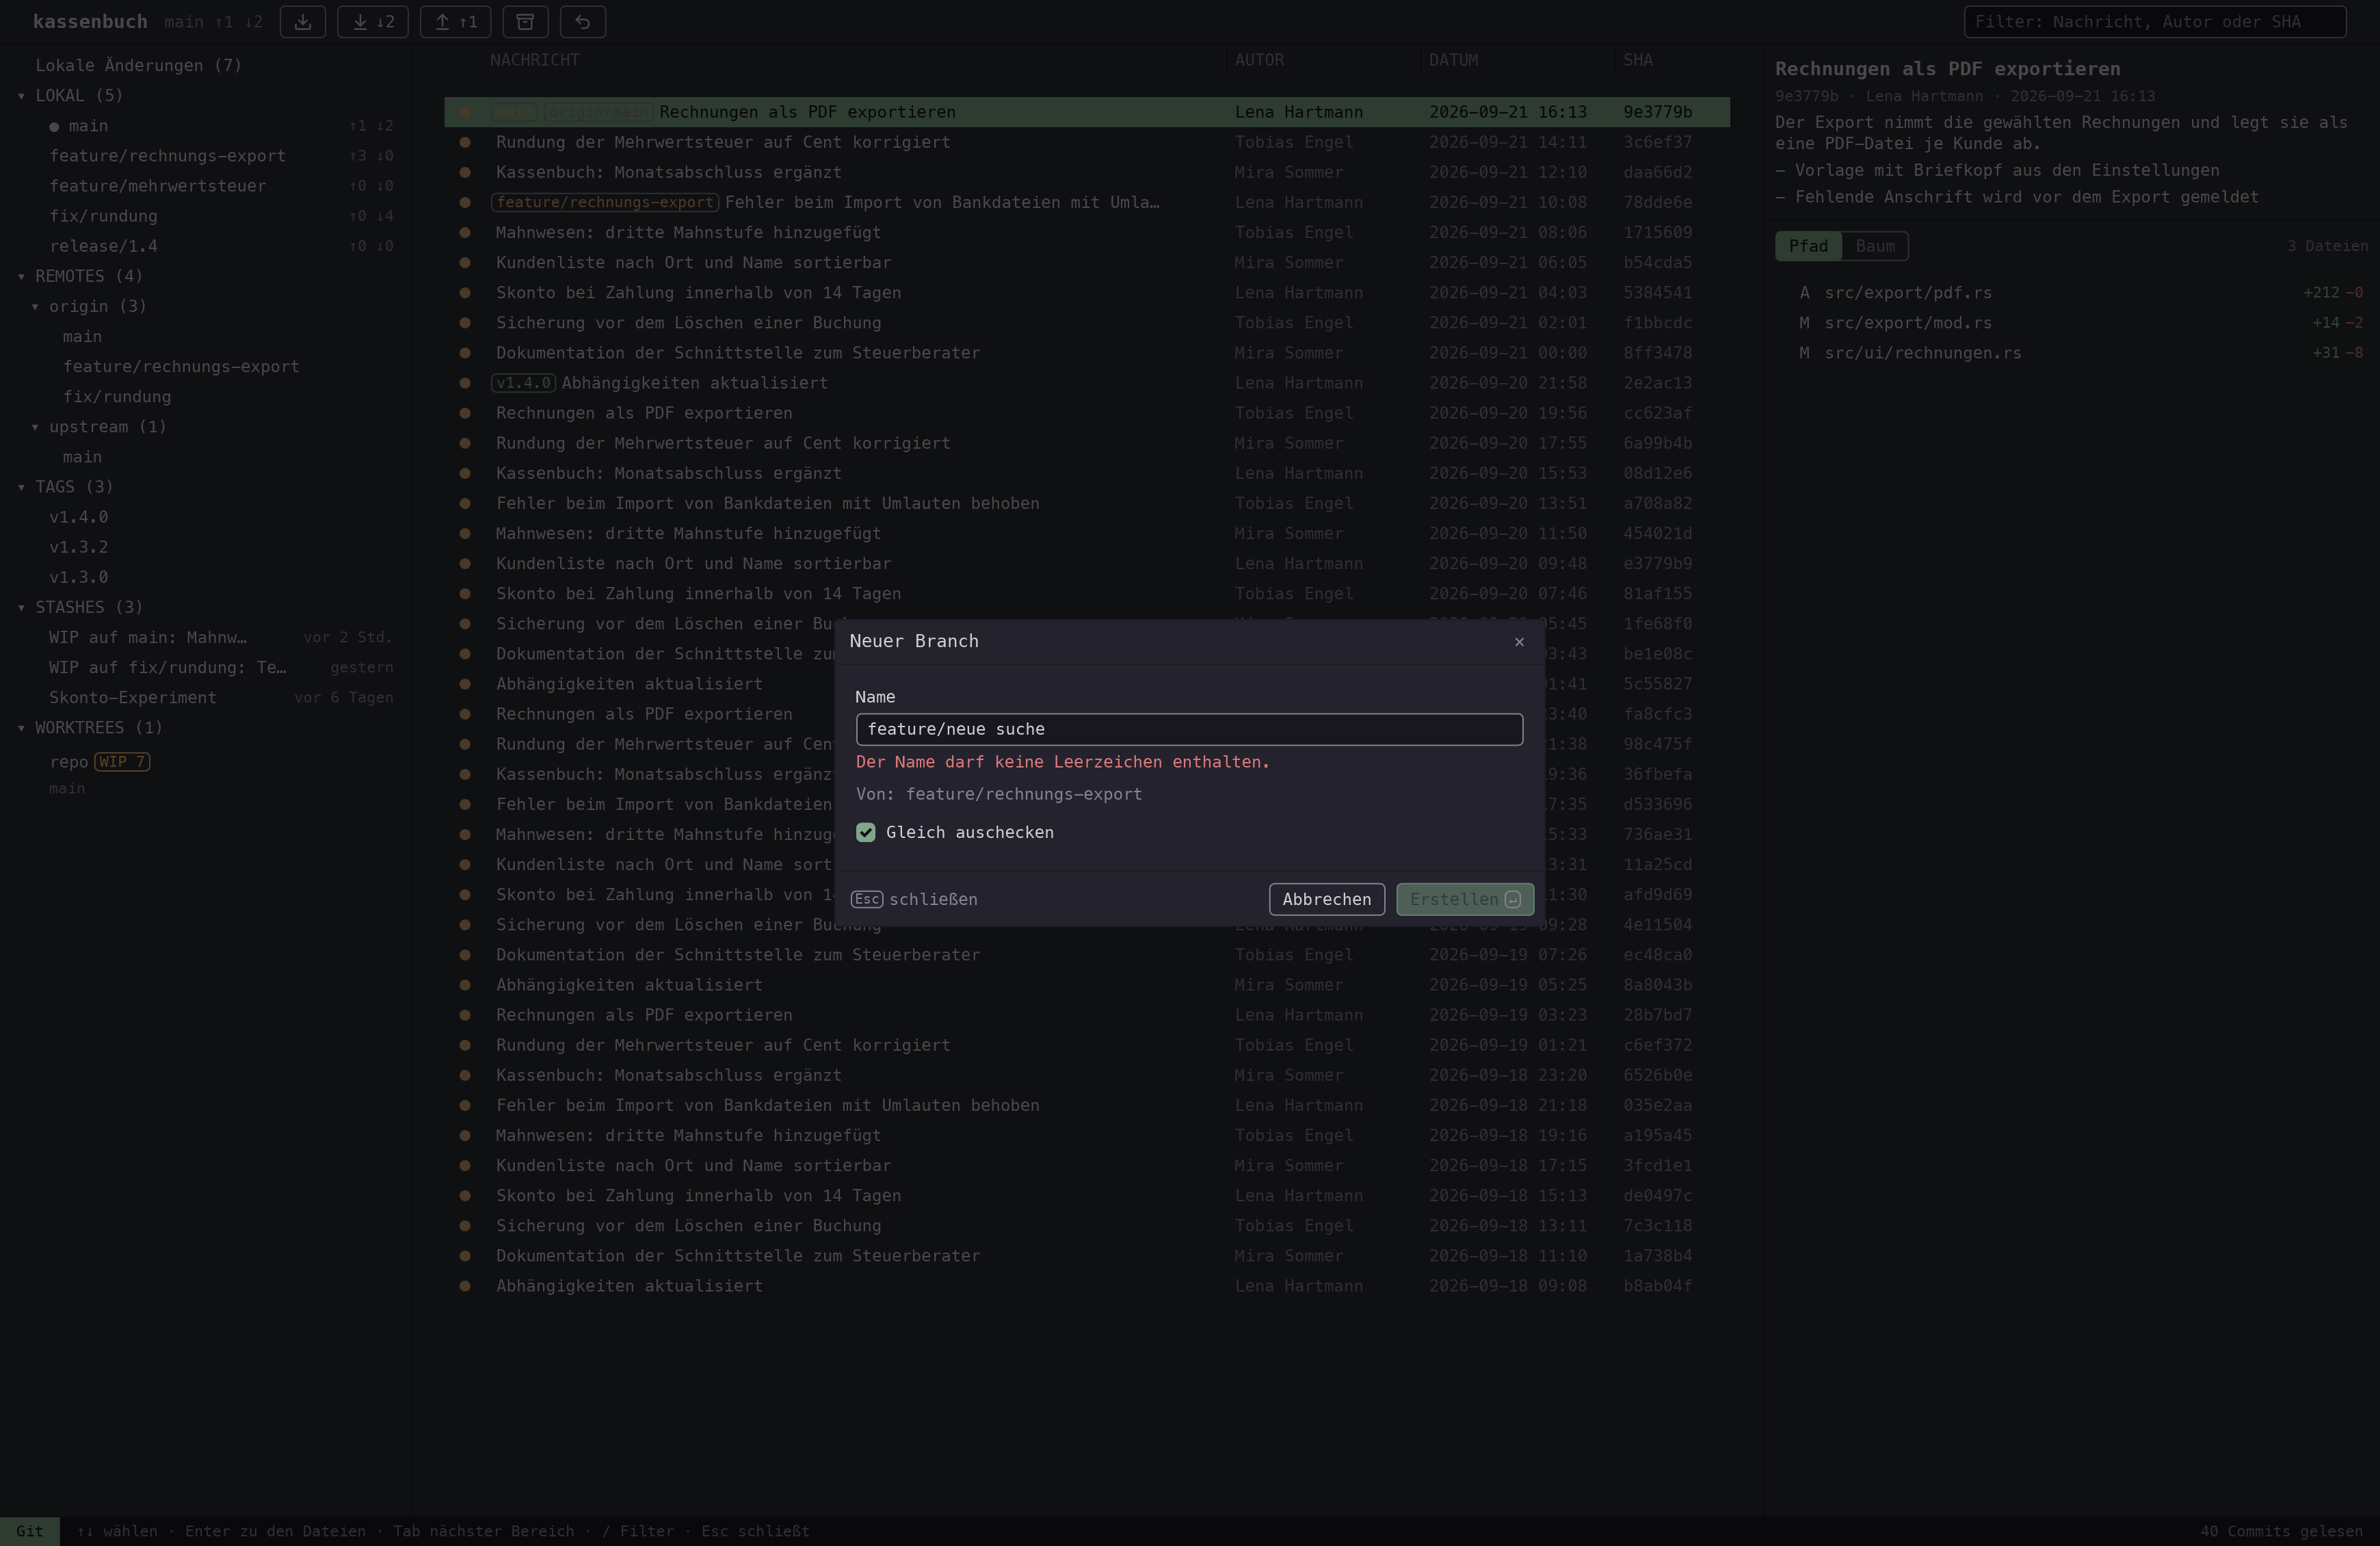 kassenbuch main ↑1 ↓2 ↓2 ↑1 Filter: Nachricht, Autor oder SHA
Lokale Änderungen (7)
▾ LOKAL (5)
● main ↑1 ↓2
feature/rechnungs-export ↑3 ↓0
feature/mehrwertsteuer ↑0 ↓0
fix/rundung ↑0 ↓4
release/1.4 ↑0 ↓0
▾ REMOTES (4)
▾ origin (3)
main
feature/rechnungs-export
fix/rundung
▾ upstream (1)
main
▾ TAGS (3)
v1.4.0
v1.3.2
v1.3.0
▾ STASHES (3)
WIP auf main: Mahnw… vor 2 Std.
WIP auf fix/rundung: Te… gestern
Skonto-Experiment vor 6 Tagen
▾ WORKTREES (1)
repo WIP 7
main
NACHRICHT AUTOR DATUM SHA
main origin/main Rechnungen als PDF exportieren Lena Hartmann 2026-09-21 16:13 9e3779b
Rundung der Mehrwertsteuer auf Cent korrigiert Tobias Engel 2026-09-21 14:11 3c6ef37
Kassenbuch: Monatsabschluss ergänzt Mira Sommer 2026-09-21 12:10 daa66d2
feature/rechnungs-export Fehler beim Import von Bankdateien mit Umla… Lena Hartmann 2026-09-21 10:08 78dde6e
Mahnwesen: dritte Mahnstufe hinzugefügt Tobias Engel 2026-09-21 08:06 1715609
Kundenliste nach Ort und Name sortierbar Mira Sommer 2026-09-21 06:05 b54cda5
Skonto bei Zahlung innerhalb von 14 Tagen Lena Hartmann 2026-09-21 04:03 5384541
Sicherung vor dem Löschen einer Buchung Tobias Engel 2026-09-21 02:01 f1bbcdc
Dokumentation der Schnittstelle zum Steuerberater Mira Sommer 2026-09-21 00:00 8ff3478
v1.4.0 Abhängigkeiten aktualisiert Lena Hartmann 2026-09-20 21:58 2e2ac13
Rechnungen als PDF exportieren Tobias Engel 2026-09-20 19:56 cc623af
Rundung der Mehrwertsteuer auf Cent korrigiert Mira Sommer 2026-09-20 17:55 6a99b4b
Kassenbuch: Monatsabschluss ergänzt Lena Hartmann 2026-09-20 15:53 08d12e6
Fehler beim Import von Bankdateien mit Umlauten behoben Tobias Engel 2026-09-20 13:51 a708a82
Mahnwesen: dritte Mahnstufe hinzugefügt Mira Sommer 2026-09-20 11:50 454021d
Kundenliste nach Ort und Name sortierbar Lena Hartmann 2026-09-20 09:48 e3779b9
Skonto bei Zahlung innerhalb von 14 Tagen Tobias Engel 2026-09-20 07:46 81af155
Sicherung vor dem Löschen einer 05:45 1fe68f0
Dokumentation der Schnittstelle 03:43 be1e08c
Abhängigkeiten aktualisiert 01:41 5c55827
Rechnungen als PDF exportieren 23:40 fa8cfc3
Rundung der Mehrwertsteuer auf 21:38 98c475f
Kassenbuch: Monatsabschluss 19:36 36fbefa
Fehler beim Import von Bankdateien 17:35 d533696
Mahnwesen: dritte Mahnstufe 15:33 736ae31
Kundenliste nach Ort und Name 13:31 11a25cd
Skonto bei Zahlung innerhalb von 11:30 afd9d69
Sicherung vor dem Löschen einer Buchung Lena Hartmann 2026-09-19 09:28 4e11504
Dokumentation der Schnittstelle zum Steuerberater Tobias Engel 2026-09-19 07:26 ec48ca0
Abhängigkeiten aktualisiert Mira Sommer 2026-09-19 05:25 8a8043b
Rechnungen als PDF exportieren Lena Hartmann 2026-09-19 03:23 28b7bd7
Rundung der Mehrwertsteuer auf Cent korrigiert Tobias Engel 2026-09-19 01:21 c6ef372
Kassenbuch: Monatsabschluss ergänzt Mira Sommer 2026-09-18 23:20 6526b0e
Fehler beim Import von Bankdateien mit Umlauten behoben Lena Hartmann 2026-09-18 21:18 035e2aa
Mahnwesen: dritte Mahnstufe hinzugefügt Tobias Engel 2026-09-18 19:16 a195a45
Kundenliste nach Ort und Name sortierbar Mira Sommer 2026-09-18 17:15 3fcd1e1
Skonto bei Zahlung innerhalb von 14 Tagen Lena Hartmann 2026-09-18 15:13 de0497c
Sicherung vor dem Löschen einer Buchung Tobias Engel 2026-09-18 13:11 7c3c118
Dokumentation der Schnittstelle zum Steuerberater Mira Sommer 2026-09-18 11:10 1a738b4
Abhängigkeiten aktualisiert Lena Hartmann 2026-09-18 09:08 b8ab04f
Neuer Branch ×
Name
feature/neue suche
Der Name darf keine Leerzeichen enthalten.
Von: feature/rechnungs-export
Gleich auschecken
Esc schließen Abbrechen Erstellen ↵
Rechnungen als PDF exportieren
9e3779b · Lena Hartmann · 2026-09-21 16:13
Der Export nimmt die gewählten Rechnungen und legt sie als
eine PDF-Datei je Kunde ab.
- Vorlage mit Briefkopf aus den Einstellungen
- Fehlende Anschrift wird vor dem Export gemeldet
Pfad Baum 3 Dateien
A src/export/pdf.rs +212 -0
M src/export/mod.rs +14 -2
M src/ui/rechnungen.rs +31 -8
Git ↑↓ wählen · Enter zu den Dateien · Tab nächster Bereich · / Filter · Esc schließt 40 Commits gelesen